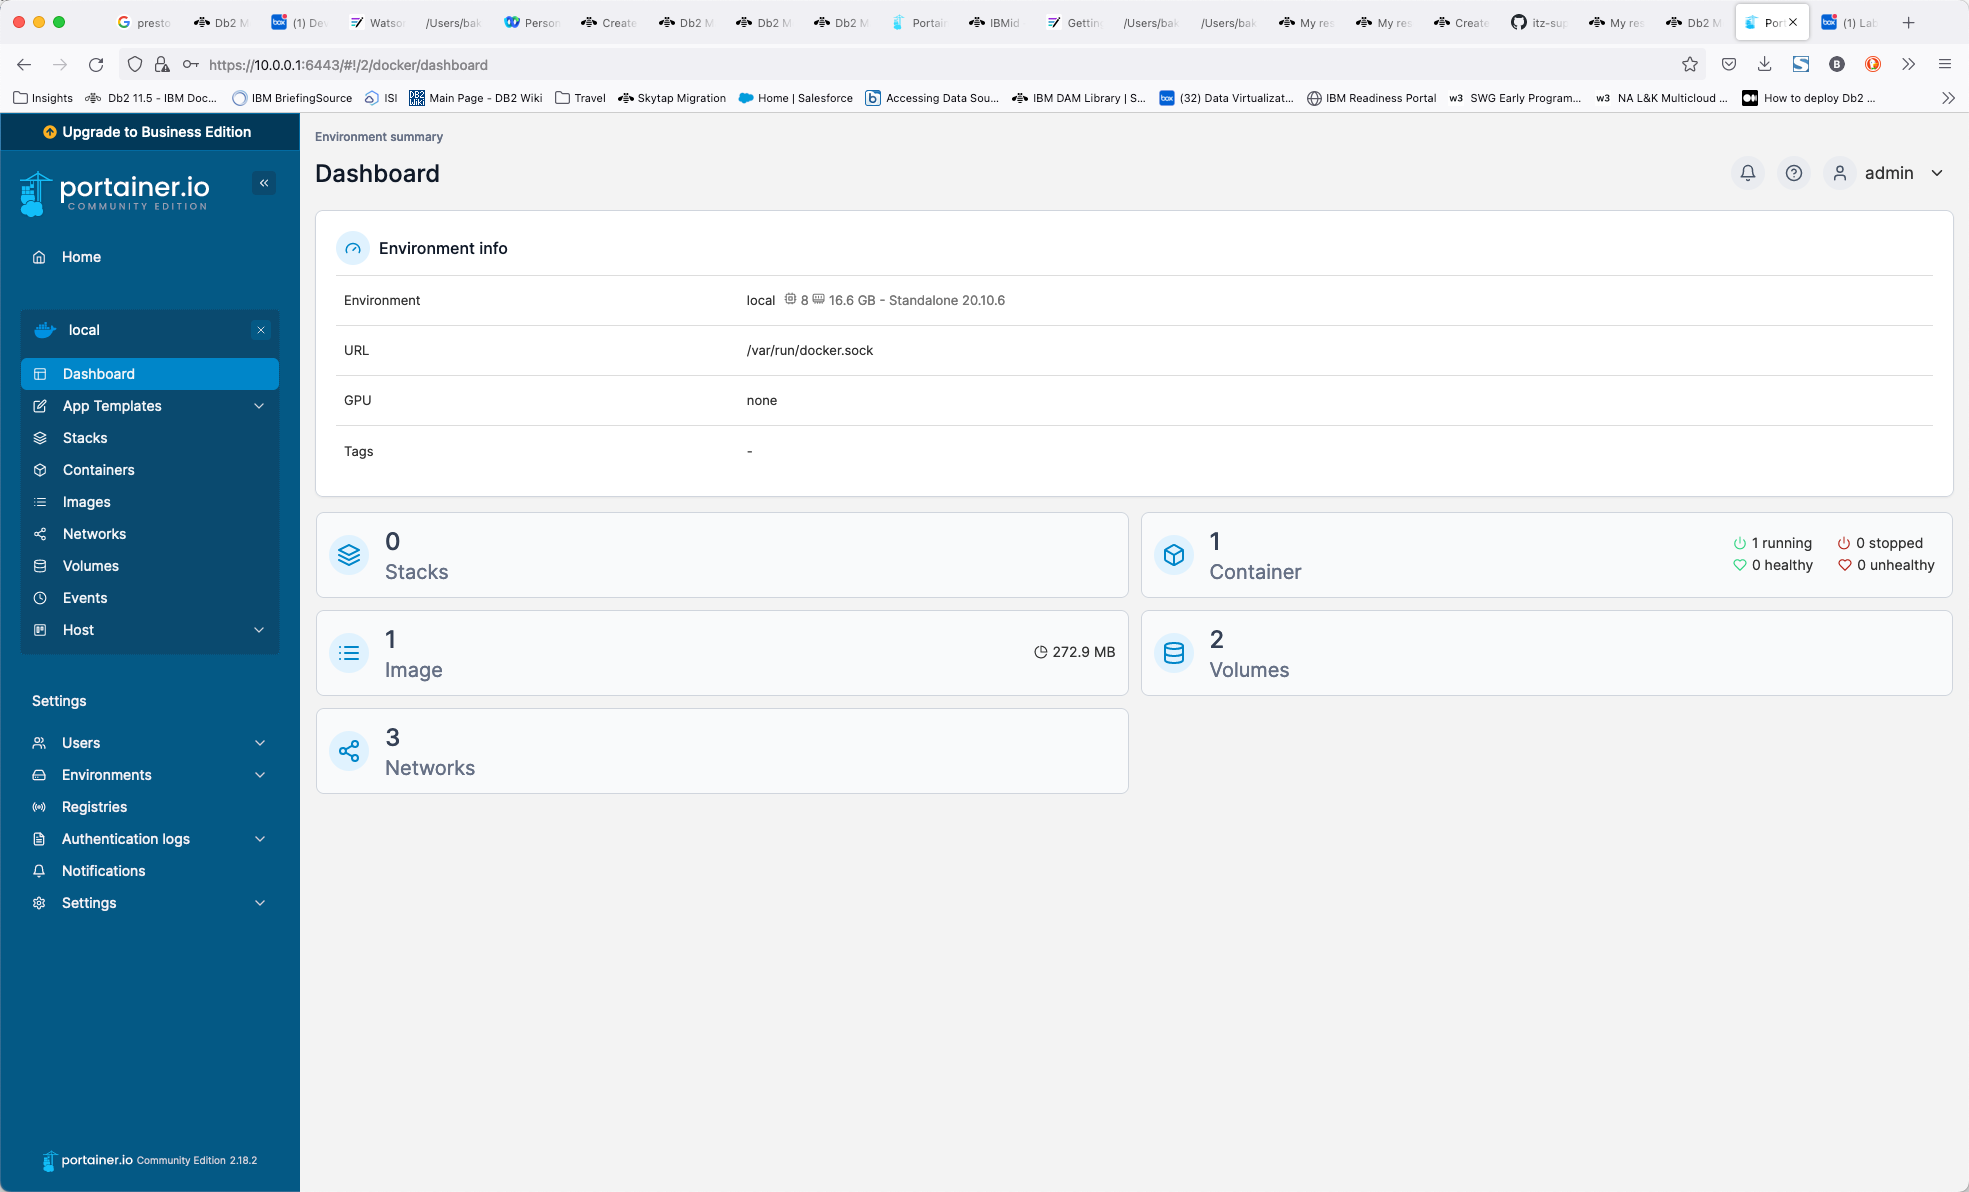 presto
Db2 M
(1) De
Watso
/Users/bak
Person
Create
Db2 M
Db2 M
Db2 M
Portain
IBMid
Getting
/Users/bak
/Users/bak
My res
My res
Create
itz-sup
My res
Db2 M
Port
(1) Lab
https://10.0.0.1:6443/#!/2/docker/dashboard
Insights
Db2 11.5 - IBM Doc...
IBM BriefingSource
ISI
Main Page - DB2 Wiki
Travel
Skytap Migration
Home | Salesforce
Accessing Data Sou...
IBM DAM Library | S...
(32) Data Virtualizat...
IBM Readiness Portal
w3 SWG Early Program...
w3 NA L&K Multicloud ...
How to deploy Db2 ...
Upgrade to Business Edition
portainer.io
COMMUNITY EDITION
Home
local
Dashboard
App Templates
Stacks
Containers
Images
Networks
Volumes
Events
Host
Settings
Users
Environments
Registries
Authentication logs
Notifications
Settings
portainer.io Community Edition 2.18.2
Environment summary
Dashboard
admin
Environment info
Environment local 8 16.6 GB - Standalone 20.10.6
URL /var/run/docker.sock
GPU none
Tags -
0
Stacks
1
Container
1 running 0 stopped
0 healthy 0 unhealthy
1
Image
272.9 MB
2
Volumes
3
Networks